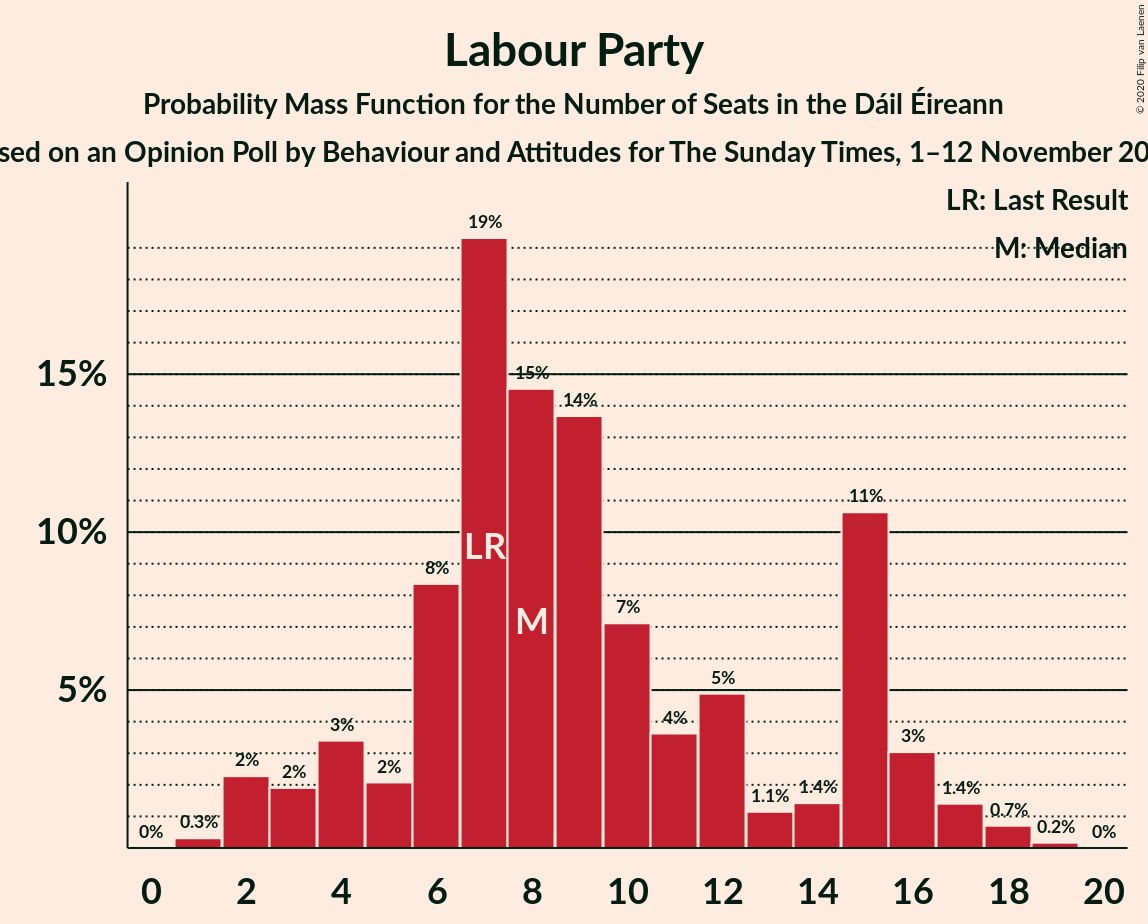 Labour Party
Probability Mass Function for the Number of Seats in the Dáil Éireann
sed on an Opinion Poll by Behaviour and Attitudes for The Sunday Times, 1–12 November 20
© 2020 Filip van Laenen
LR: Last Result
M: Median
19%
15%
15%
14%
11%
10%
LR
8%
7%
M
5%
5%
4%
3%
3%
2%
2%
2%
1.4%
1.4%
1.1%
0.7%
0.3%
0.2%
0%
0%
0 2 4 6 8 10 12 14 16 18 20